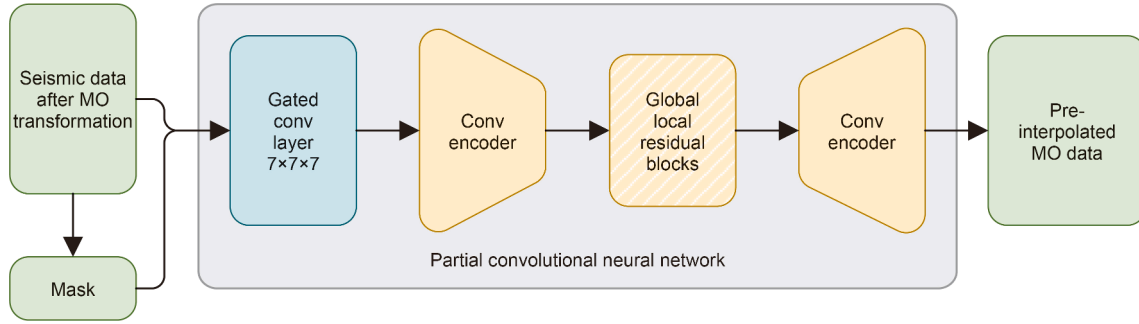 Seismic data
after MO
transformation
Mask
Gated
conv
layer
7×7×7
Conv
encoder
Global
local
residual
blocks
Conv
encoder
Partial convolutional neural network
Pre-
interpolated
MO data